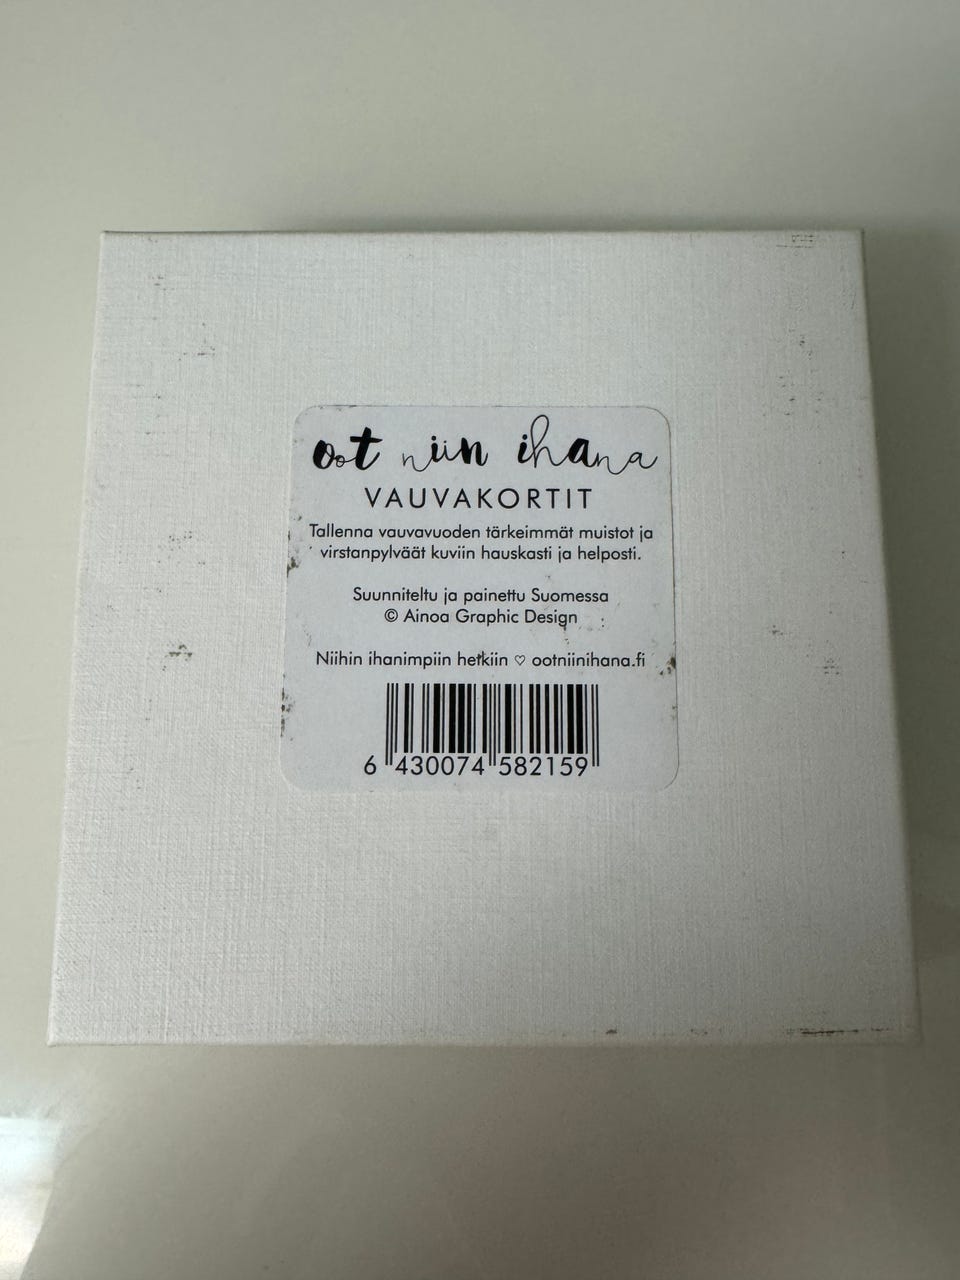 oot niin ihana
VAUVAKORTIT
Tallenna vauvavuoden tärkeimmät muistot ja
virstanpylväät kuviin hauskasti ja helposti.
Suunniteltu ja painettu Suomessa
© Ainoa Graphic Design
Niihin ihanimpiin hetkiin ♡ ootniinihana.fi
6 430074 582159